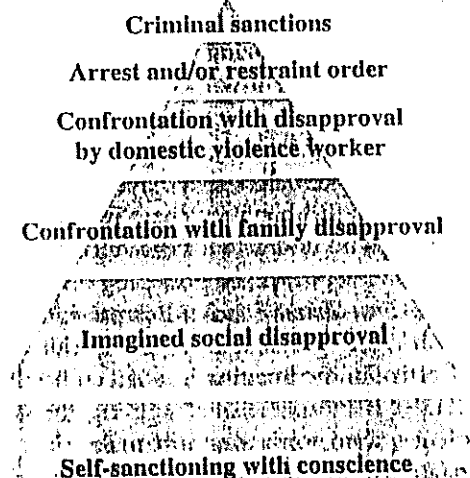 Criminal sanctions
Arrest and/or restraint order
Confrontation with disapproval
by domestic violence worker
Confrontation with family disapproval
Imagined social disapproval
Self-sanctioning with conscience